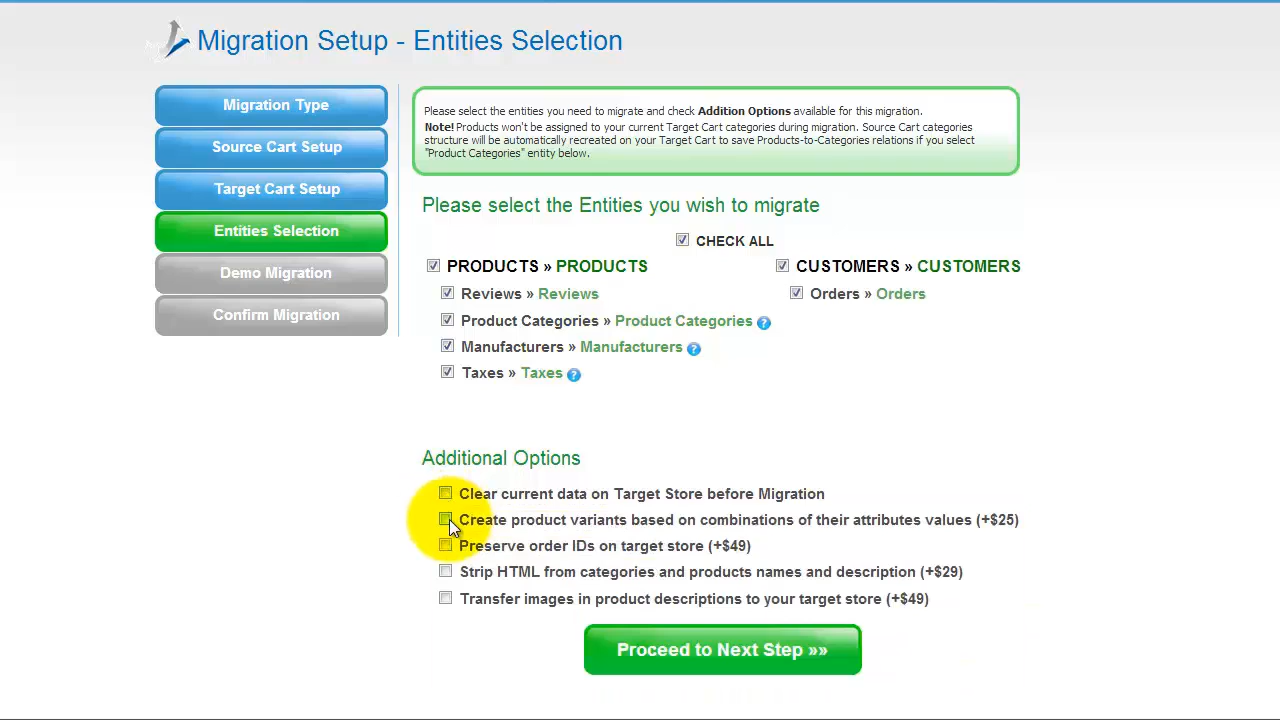 Migration Setup - Entities Selection
Migration Type
Source Cart Setup
Target Cart Setup
Entities Selection
Demo Migration
Confirm Migration
Please select the entities you need to migrate and check Addition Options available for this migration.
Note! Products won't be assigned to your current Target Cart categories during migration. Source Cart categories
structure will be automatically recreated on your Target Cart to save Products-to-Categories relations if you select
"Product Categories" entity below.
Please select the Entities you wish to migrate
CHECK ALL
PRODUCTS » PRODUCTS
Reviews » Reviews
Product Categories » Product Categories ?
Manufacturers » Manufacturers ?
Taxes » Taxes ?
CUSTOMERS » CUSTOMERS
Orders » Orders
Additional Options
Clear current data on Target Store before Migration
Create product variants based on combinations of their attributes values (+$25)
Preserve order IDs on target store (+$49)
Strip HTML from categories and products names and description (+$29)
Transfer images in product descriptions to your target store (+$49)
Proceed to Next Step »»